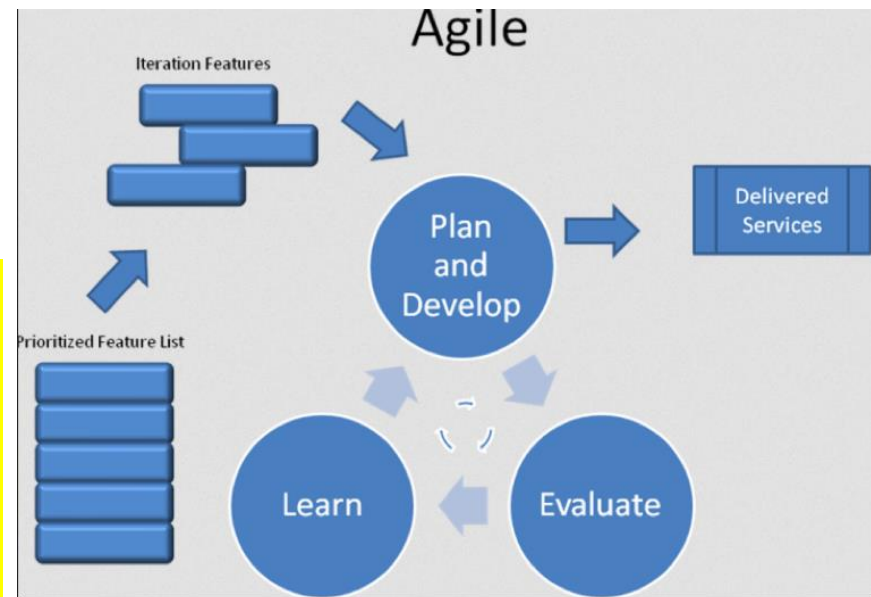 Agile
Iteration Features
Plan
and
Develop
Delivered
Services
Prioritized Feature List
Learn
Evaluate